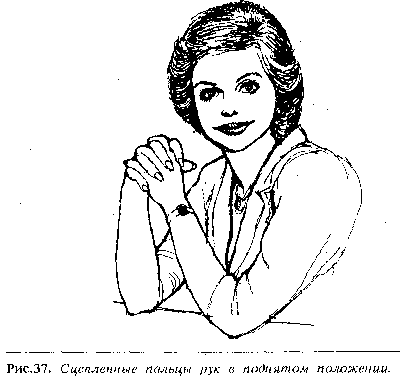 Рис.37. Сцепленные пальцы рук в поднятом положении.